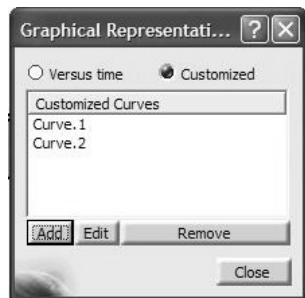 Graphical Representati...
Versus time Customized
Customized Curves
Curve.1
Curve.2
Add Edit Remove
Close